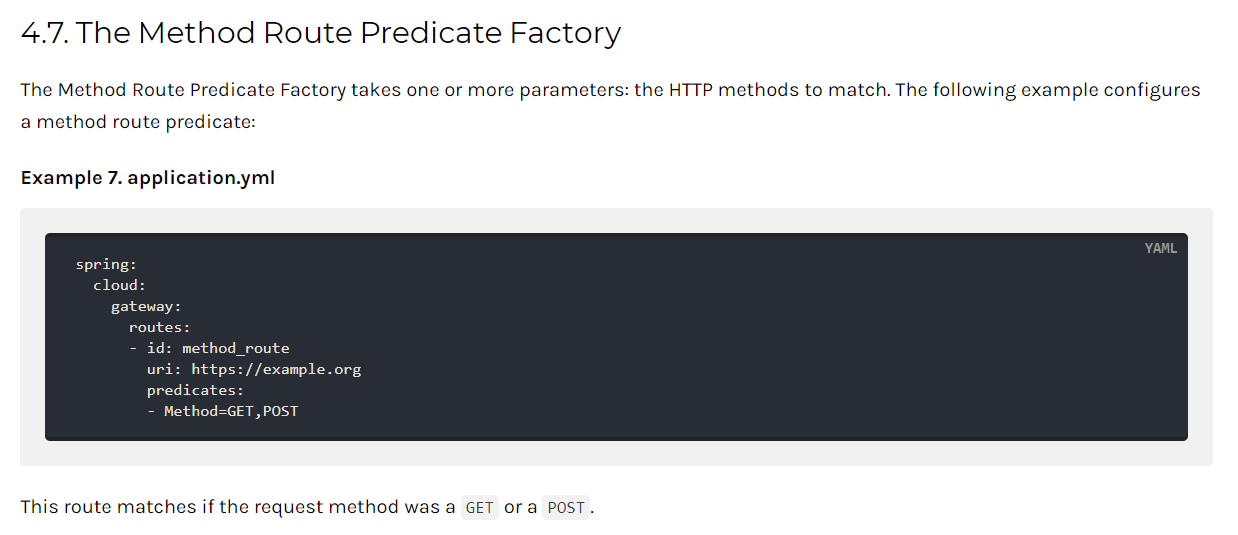 4.7. The Method Route Predicate Factory
The Method Route Predicate Factory takes one or more parameters: the HTTP methods to match. The following example configures
a method route predicate:
Example 7. application.yml
YAML
spring:
  cloud:
    gateway:
      routes:
      - id: method_route
        uri: https://example.org
        predicates:
        - Method=GET,POST
This route matches if the request method was a GET or a POST.